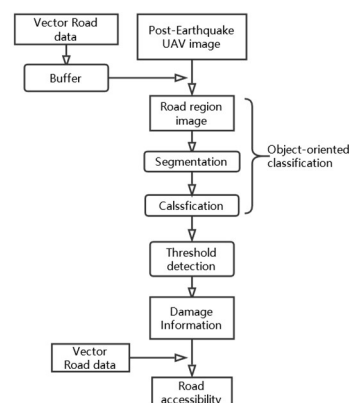 Vector Road
data
Post-Earthquake
UAV image
Buffer
Road region
image
Object-oriented
classification
Segmentation
Calssfication
Threshold
detection
Damage
Information
Vector
Road data
Road
accessibility